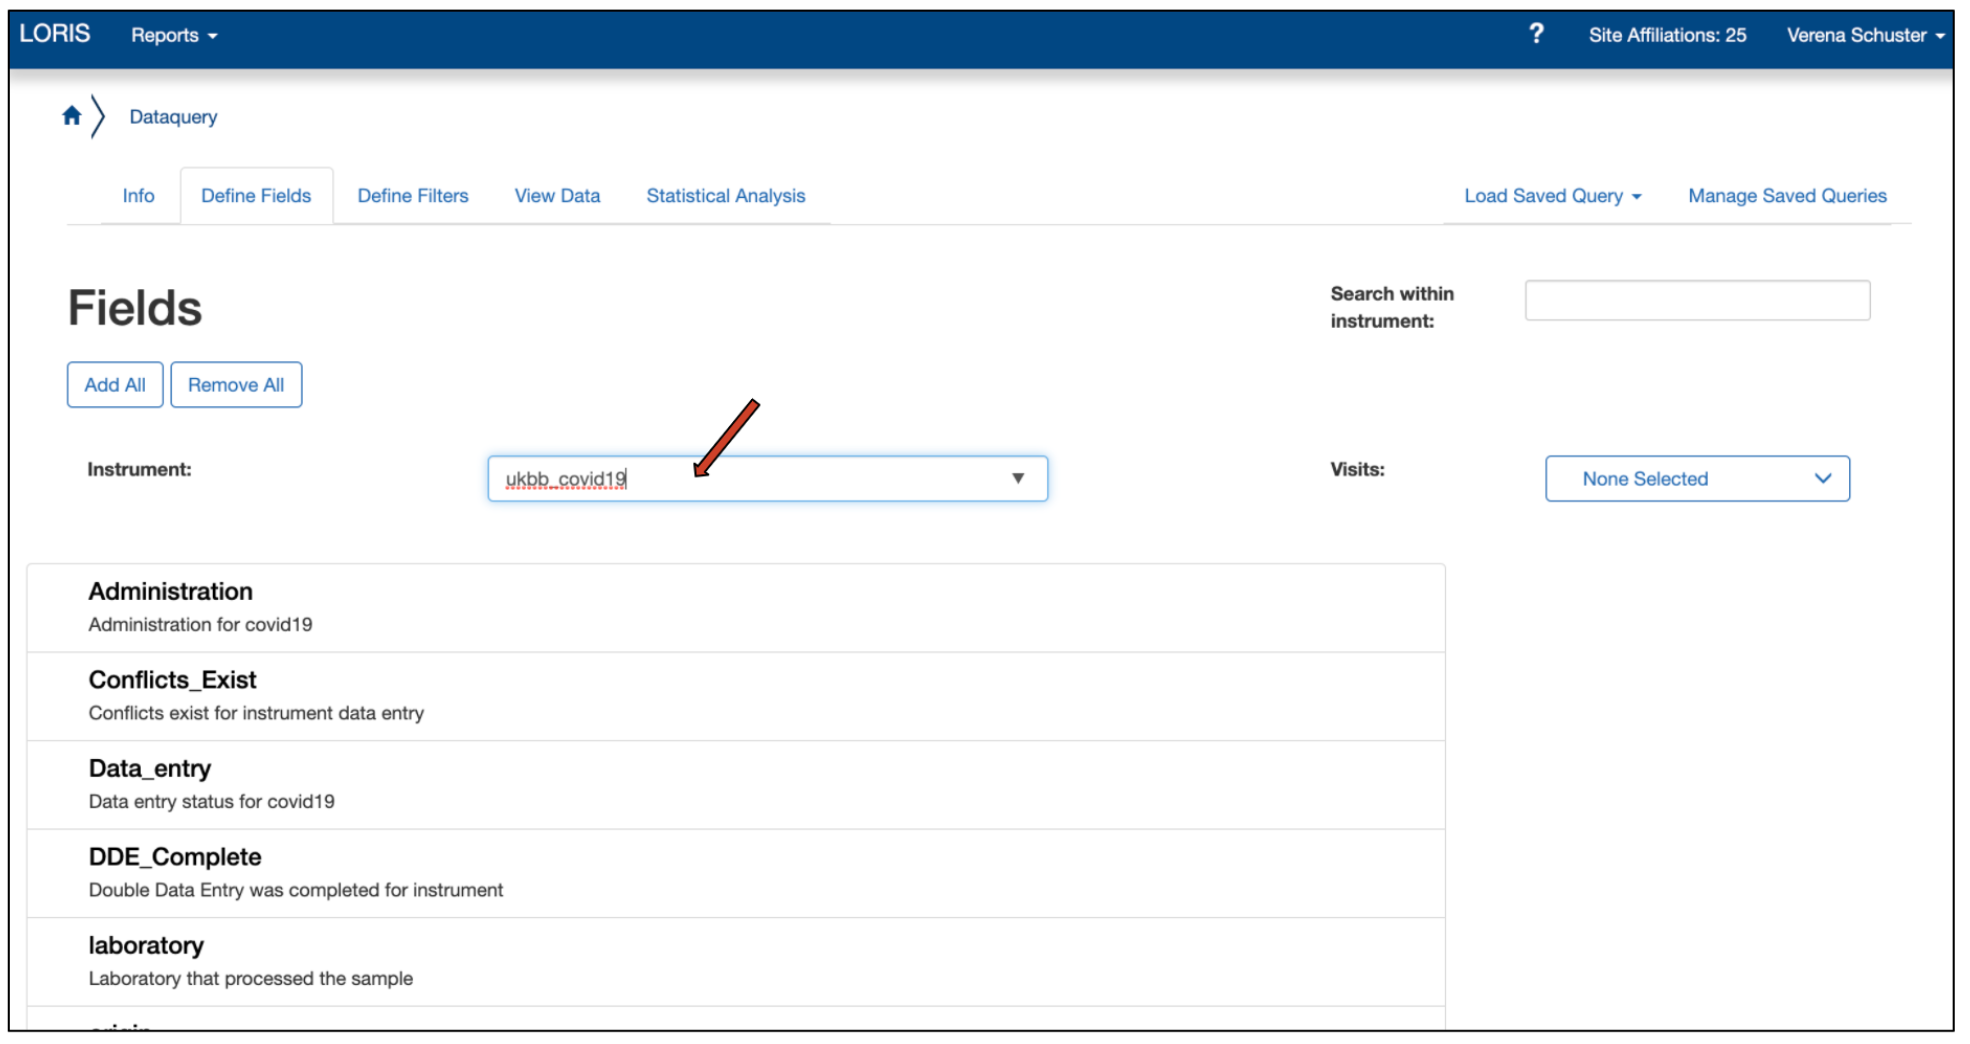 LORIS Reports ? Site Affiliations: 25 Verena Schuster
Dataquery
Info Define Fields Define Filters View Data Statistical Analysis Load Saved Query Manage Saved Queries
Fields
Search within
instrument:
Add All Remove All
Instrument: ukbb_covid19 Visits: None Selected
Administration
Administration for covid19
Conflicts_Exist
Conflicts exist for instrument data entry
Data_entry
Data entry status for covid19
DDE_Complete
Double Data Entry was completed for instrument
laboratory
Laboratory that processed the sample